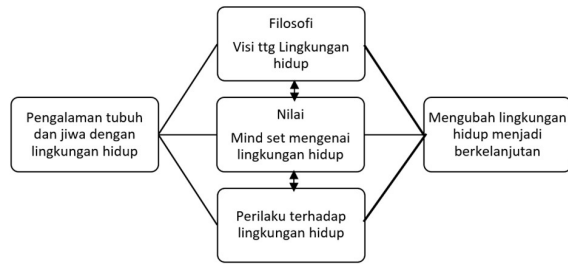 Filosofi
Visi ttg Lingkungan
hidup
Pengalaman tubuh
dan jiwa dengan
lingkungan hidup
Nilai
Mind set mengenai
lingkungan hidup
Mengubah lingkungan
hidup menjadi
berkelanjutan
Perilaku terhadap
lingkungan hidup